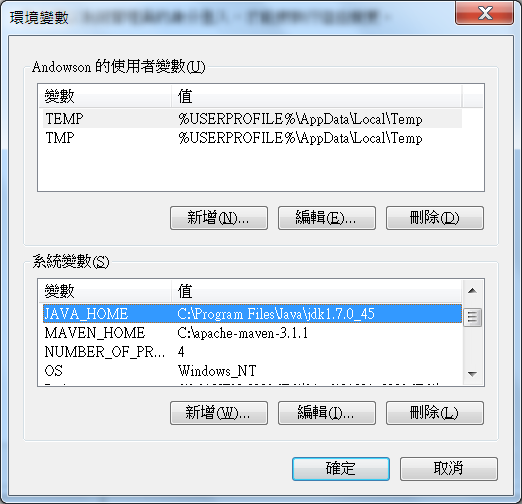 環境變數
Andowson 的使用者變數(U)
變數 值
TEMP %USERPROFILE%\AppData\Local\Temp
TMP %USERPROFILE%\AppData\Local\Temp
新增(N)... 編輯(E)... 刪除(D)
系統變數(S)
變數 值
JAVA_HOME C:\Program Files\Java\jdk1.7.0_45
MAVEN_HOME C:\apache-maven-3.1.1
NUMBER_OF_PR... 4
OS Windows_NT
新增(W)... 編輯(I)... 刪除(L)
確定 取消